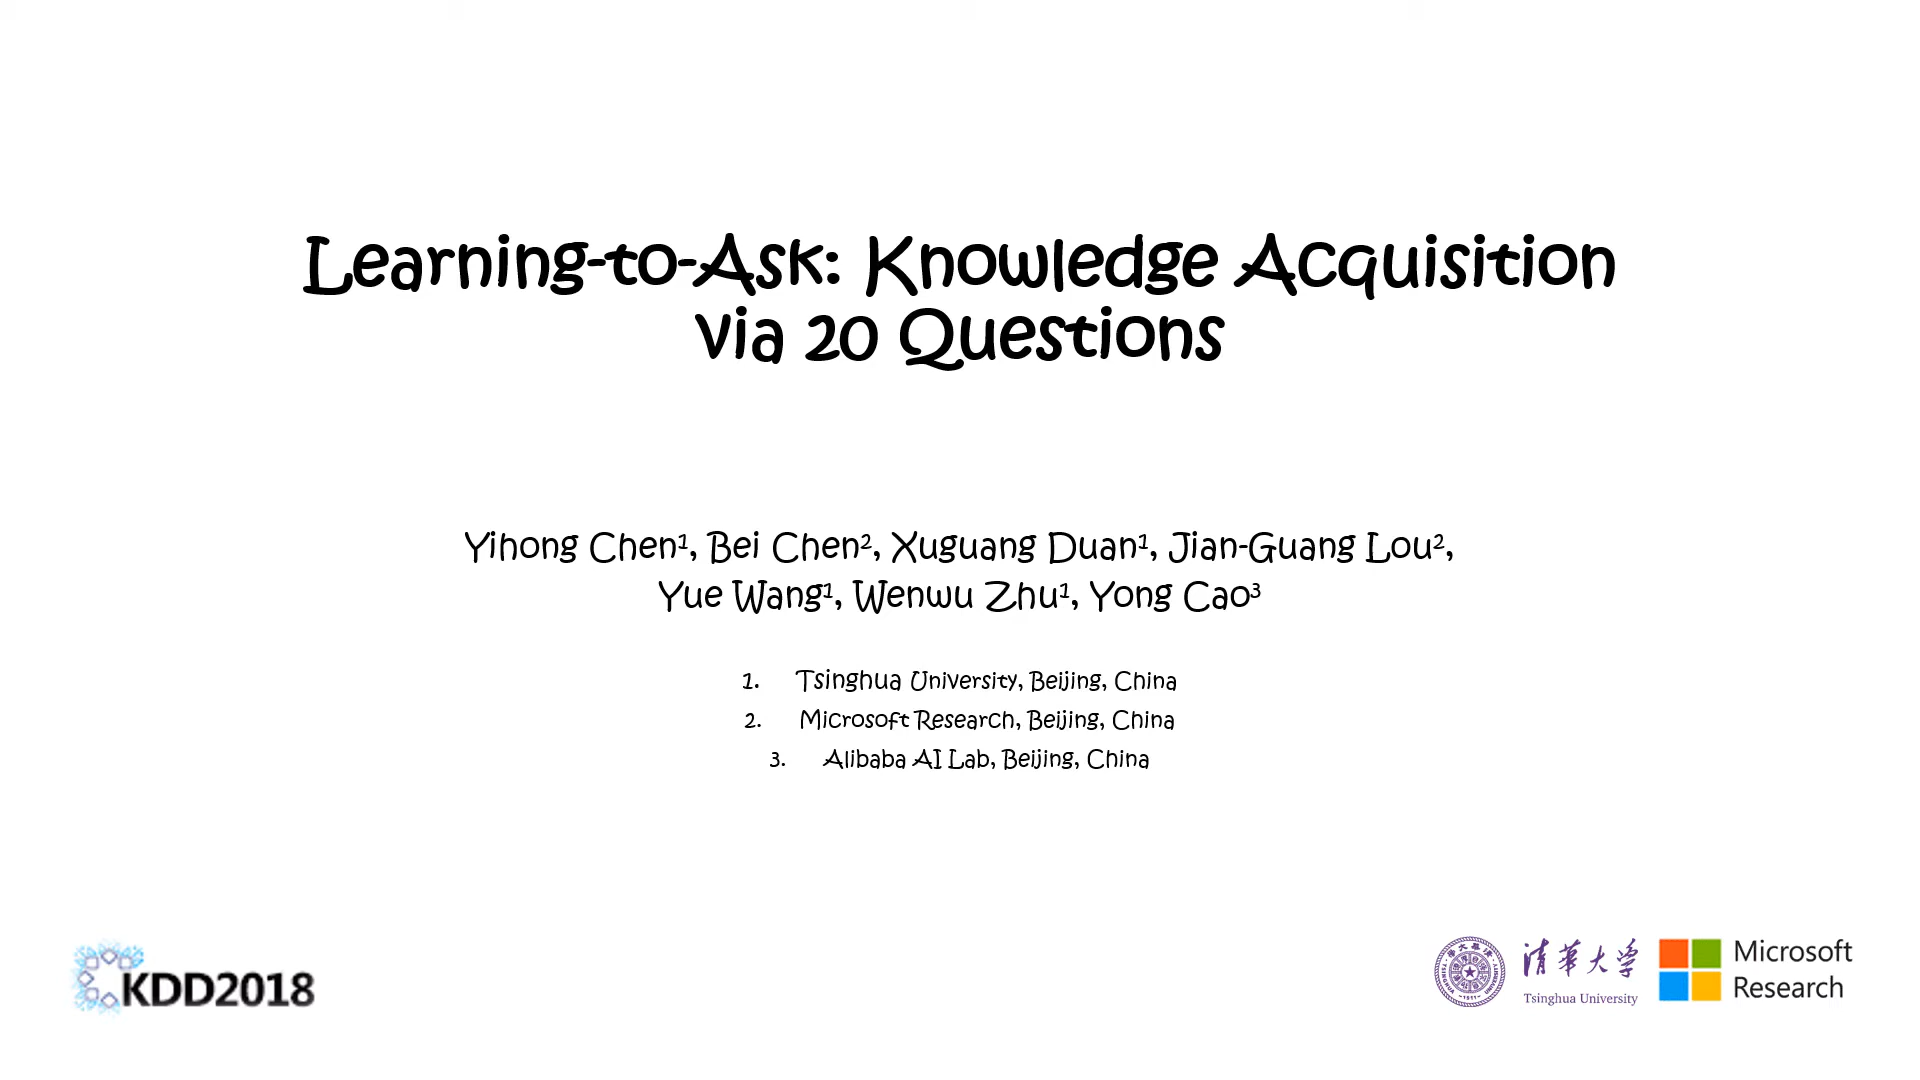 Learning-to-Ask: Knowledge Acquisition
via 20 Questions
Yihong Chen¹, Bei Chen², Xuguang Duan¹, Jian-Guang Lou²,
Yue Wang¹, Wenwu Zhu¹, Yong Cao³
1. Tsinghua University, Beijing, China
2. Microsoft Research, Beijing, China
3. Alibaba AI Lab, Beijing, China
KDD2018
清華大学
Tsinghua University
Microsoft
Research